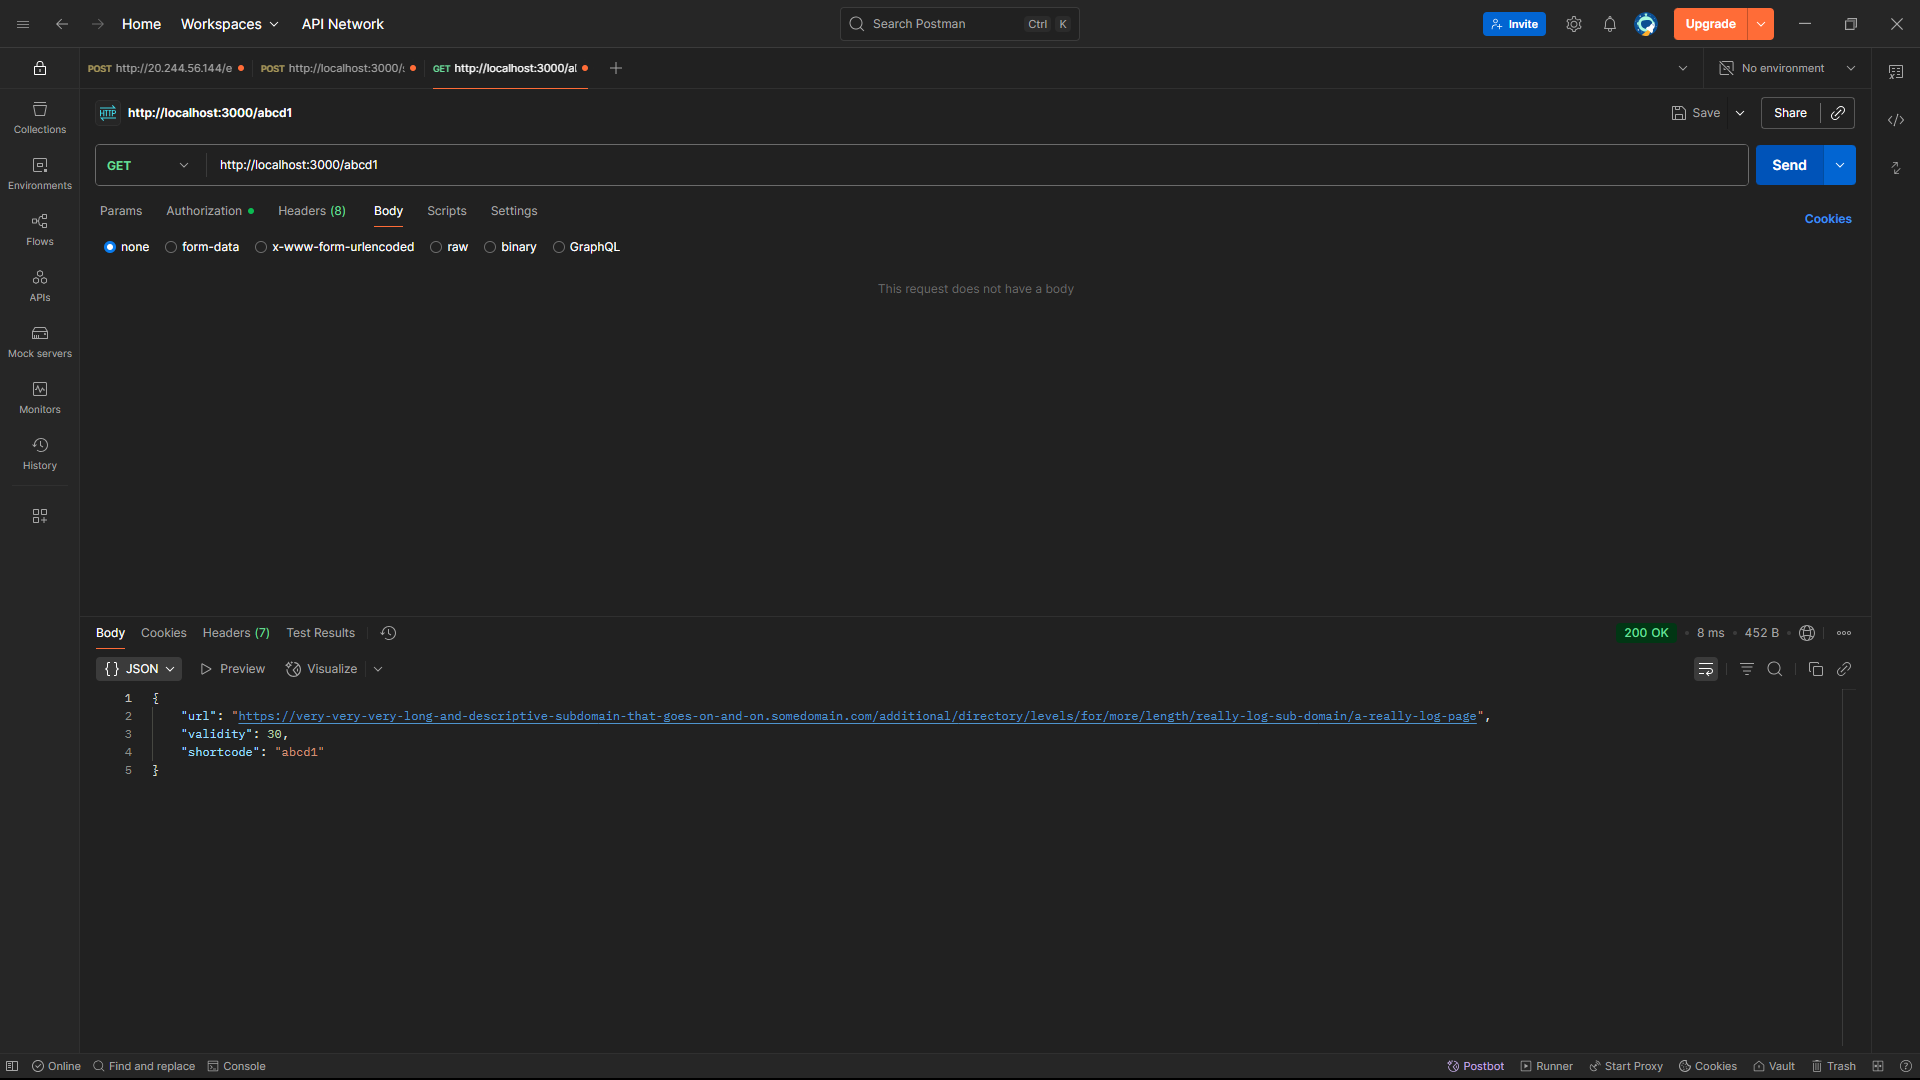 Home Workspaces API Network Search Postman Ctrl K Invite Upgrade
POST http://20.244.56.144/e POST http://localhost:3000/s GET http://localhost:3000/al No environment
HTTP http://localhost:3000/abcd1 Save Share
GET http://localhost:3000/abcd1 Send
Collections
Environments
Flows
APIs
Mock servers
Monitors
History
Params Authorization Headers (8) Body Scripts Settings Cookies
none form-data x-www-form-urlencoded raw binary GraphQL
This request does not have a body
Body Cookies Headers (7) Test Results 200 OK 8 ms 452 B
{} JSON Preview Visualize
1 {
2 "url": "https://very-very-very-long-and-descriptive-subdomain-that-goes-on-and-on.somedomain.com/additional/directory/levels/for/more/length/really-log-sub-domain/a-really-log-page",
3 "validity": 30,
4 "shortcode": "abcd1"
5 }
Online Find and replace Console Postbot Runner Start Proxy Cookies Vault Trash